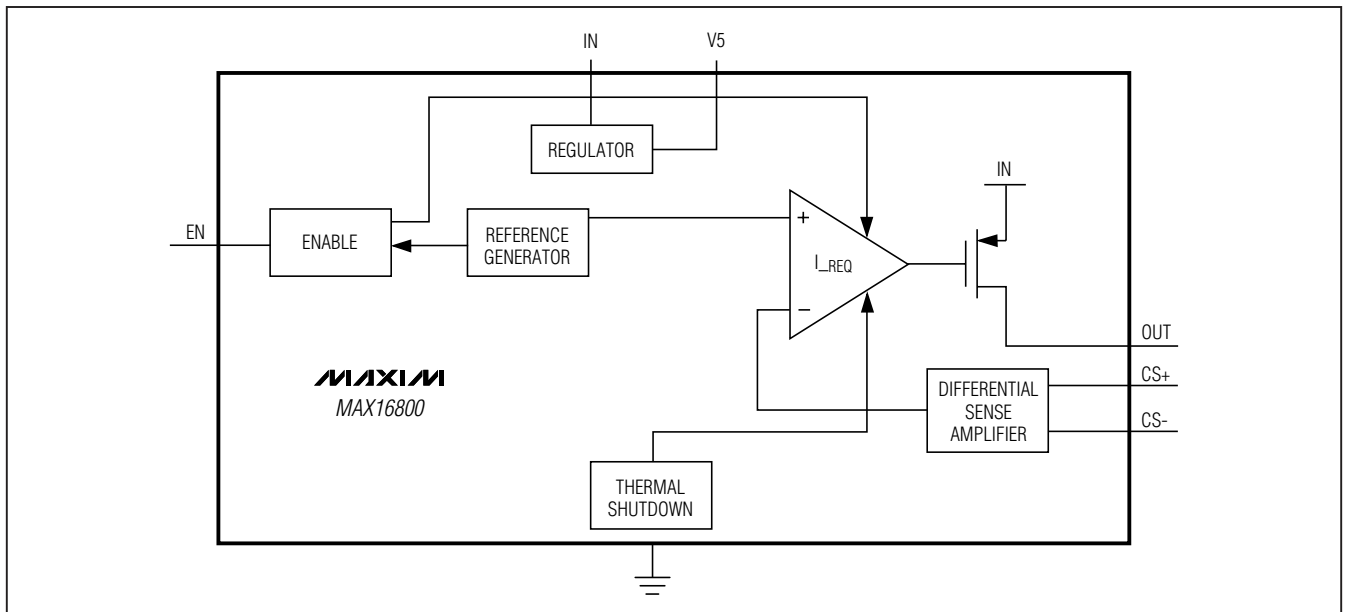 IN
V5
REGULATOR
IN
EN
ENABLE
REFERENCE
GENERATOR
+
I_REQ
−
OUT
CS+
CS-
DIFFERENTIAL
SENSE
AMPLIFIER
MAXIM
MAX16800
THERMAL
SHUTDOWN